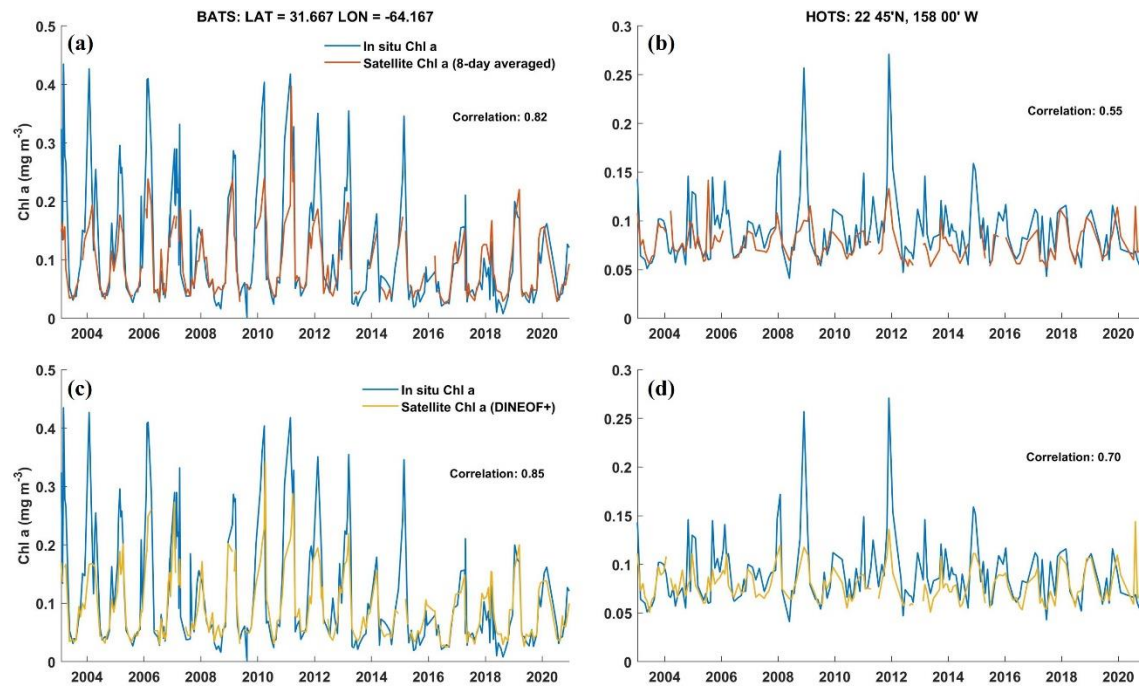 BATS: LAT = 31.667 LON = -64.167
(a)
In situ Chl a
Satellite Chl a (8-day averaged)
Correlation: 0.82
Chl a (mg m-3)
0.5
0.4
0.3
0.2
0.1
0
2004 2006 2008 2010 2012 2014 2016 2018 2020
HOTS: 22 45'N, 158 00' W
(b)
Correlation: 0.55
0.3
0.25
0.2
0.15
0.1
0.05
0
2004 2006 2008 2010 2012 2014 2016 2018 2020
(c)
In situ Chl a
Satellite Chl a (DINEOF+)
Correlation: 0.85
Chl a (mg m-3)
0.5
0.4
0.3
0.2
0.1
0
2004 2006 2008 2010 2012 2014 2016 2018 2020
(d)
Correlation: 0.70
0.3
0.25
0.2
0.15
0.1
0.05
0
2004 2006 2008 2010 2012 2014 2016 2018 2020